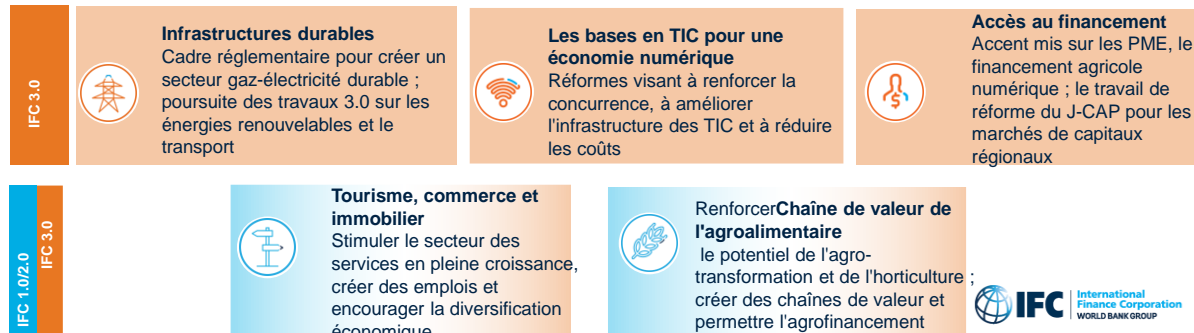 IFC 3.0
Infrastructures durables
Cadre réglementaire pour créer un
secteur gaz-électricité durable ;
poursuite des travaux 3.0 sur les
énergies renouvelables et le
transport
Les bases en TIC pour une
économie numérique
Réformes visant à renforcer la
concurrence, à améliorer
l'infrastructure des TIC et à réduire
les coûts
Accès au financement
Accent mis sur les PME, le
financement agricole
numérique ; le travail de
réforme du J-CAP pour les
marchés de capitaux
régionaux
IFC 1.0/2.0
IFC 3.0
Tourisme, commerce et
immobilier
Stimuler le secteur des
services en pleine croissance,
créer des emplois et
encourager la diversification
économique
RenforcerChaîne de valeur de
l'agroalimentaire
le potentiel de l'agro-
transformation et de l'horticulture ;
créer des chaînes de valeur et
permettre l'agrofinancement
IFC
International
Finance Corporation
WORLD BANK GROUP